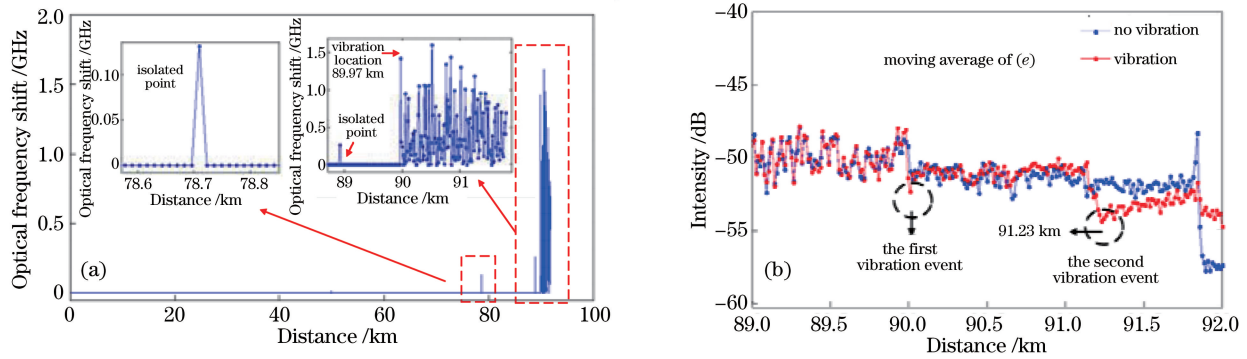 2.0
1.5
1.0
0.5
0
Optical frequency shift /GHz
0
20
40
60
80
100
Distance /km
(a)
0.10
0.05
0
Optical frequency shift /GHz
isolated
point
78.6
78.7
78.8
Distance /km
1.5
1.0
0.5
0
Optical frequency shift /GHz
vibration
location
89.97 km
isolated
point
89
90
91
Distance /km
−40
−45
−50
−55
−60
Intensity /dB
moving average of (e)
no vibration
vibration
the first
vibration event
91.23 km
the second
vibration event
(b)
89.0
89.5
90.0
90.5
91.0
91.5
92.0
Distance /km